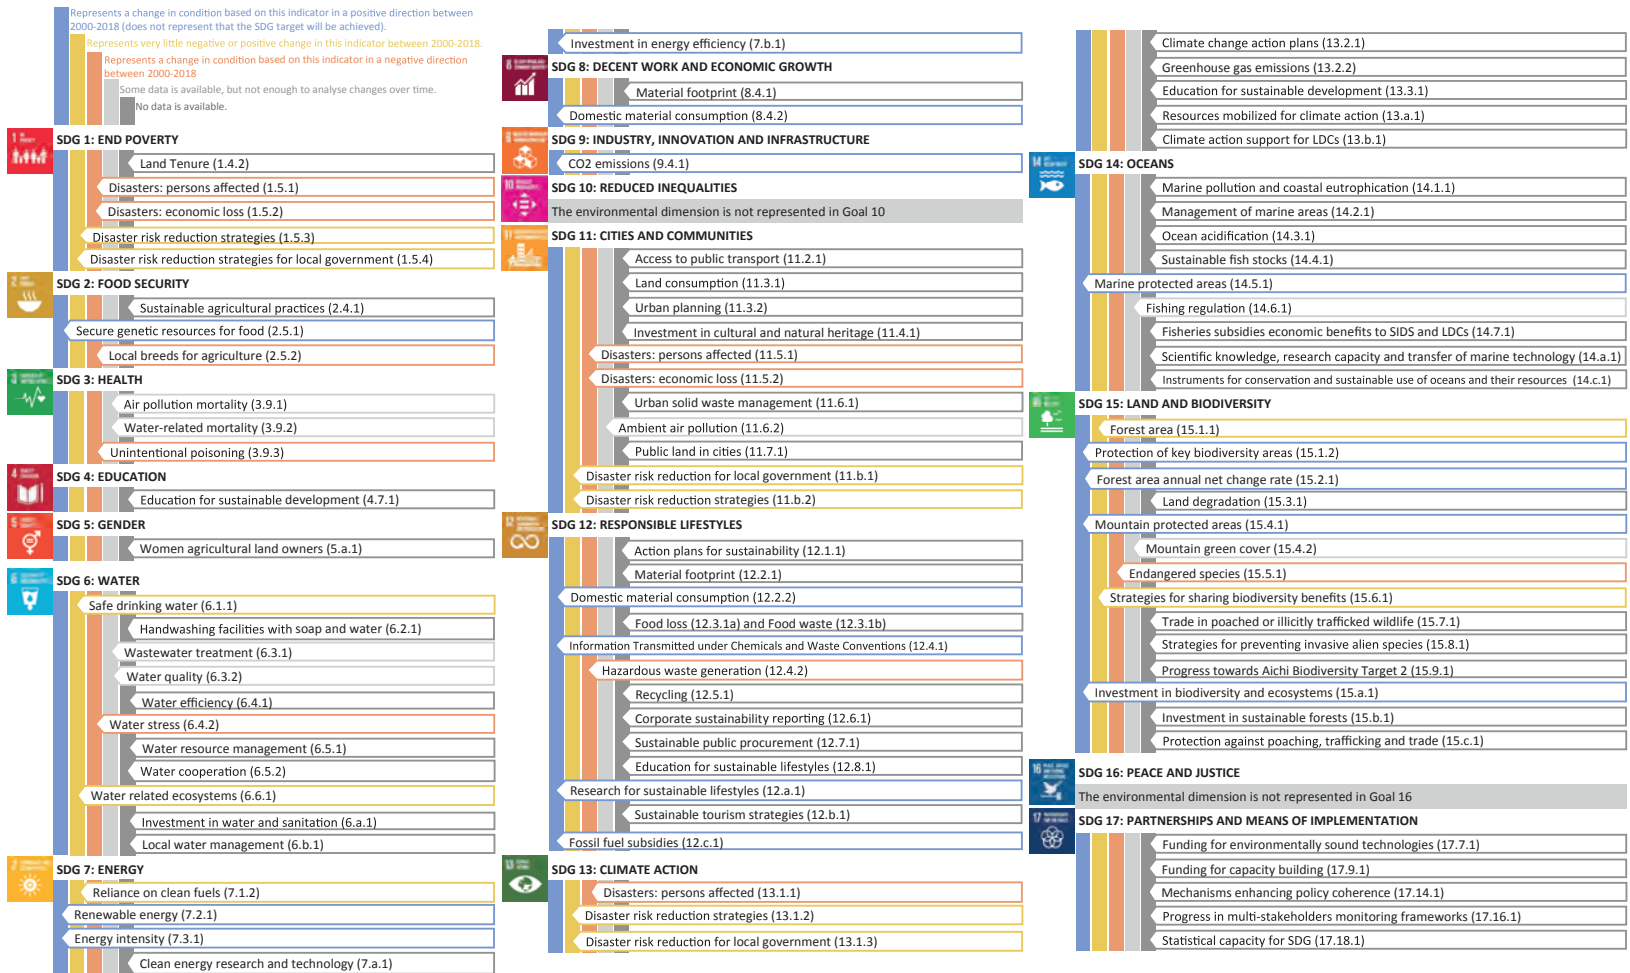 Represents a change in condition based on this indicator in a positive direction between
2000-2018 (does not represent that the SDG target will be achieved).
Represents very little negative or positive change in this indicator between 2000-2018.
Represents a change in condition based on this indicator in a negative direction
between 2000-2018
Some data is available, but not enough to analyse changes over time.
No data is available.
1
SDG 1: END POVERTY
Land Tenure (1.4.2)
Disasters: persons affected (1.5.1)
Disasters: economic loss (1.5.2)
Disaster risk reduction strategies (1.5.3)
Disaster risk reduction strategies for local government (1.5.4)
2
SDG 2: FOOD SECURITY
Sustainable agricultural practices (2.4.1)
Secure genetic resources for food (2.5.1)
Local breeds for agriculture (2.5.2)
3
SDG 3: HEALTH
Air pollution mortality (3.9.1)
Water-related mortality (3.9.2)
Unintentional poisoning (3.9.3)
4
SDG 4: EDUCATION
Education for sustainable development (4.7.1)
5
SDG 5: GENDER
Women agricultural land owners (5.a.1)
6
SDG 6: WATER
Safe drinking water (6.1.1)
Handwashing facilities with soap and water (6.2.1)
Wastewater treatment (6.3.1)
Water quality (6.3.2)
Water efficiency (6.4.1)
Water stress (6.4.2)
Water resource management (6.5.1)
Water cooperation (6.5.2)
Water related ecosystems (6.6.1)
Investment in water and sanitation (6.a.1)
Local water management (6.b.1)
7
SDG 7: ENERGY
Reliance on clean fuels (7.1.2)
Renewable energy (7.2.1)
Energy intensity (7.3.1)
Clean energy research and technology (7.a.1)
Investment in energy efficiency (7.b.1)
8
SDG 8: DECENT WORK AND ECONOMIC GROWTH
Material footprint (8.4.1)
Domestic material consumption (8.4.2)
9
SDG 9: INDUSTRY, INNOVATION AND INFRASTRUCTURE
CO2 emissions (9.4.1)
10
SDG 10: REDUCED INEQUALITIES
The environmental dimension is not represented in Goal 10
11
SDG 11: CITIES AND COMMUNITIES
Access to public transport (11.2.1)
Land consumption (11.3.1)
Urban planning (11.3.2)
Investment in cultural and natural heritage (11.4.1)
Disasters: persons affected (11.5.1)
Disasters: economic loss (11.5.2)
Urban solid waste management (11.6.1)
Ambient air pollution (11.6.2)
Public land in cities (11.7.1)
Disaster risk reduction for local government (11.b.1)
Disaster risk reduction strategies (11.b.2)
12
SDG 12: RESPONSIBLE LIFESTYLES
Action plans for sustainability (12.1.1)
Material footprint (12.2.1)
Domestic material consumption (12.2.2)
Food loss (12.3.1a) and Food waste (12.3.1b)
Information Transmitted under Chemicals and Waste Conventions (12.4.1)
Hazardous waste generation (12.4.2)
Recycling (12.5.1)
Corporate sustainability reporting (12.6.1)
Sustainable public procurement (12.7.1)
Education for sustainable lifestyles (12.8.1)
Research for sustainable lifestyles (12.a.1)
Sustainable tourism strategies (12.b.1)
Fossil fuel subsidies (12.c.1)
13
SDG 13: CLIMATE ACTION
Disasters: persons affected (13.1.1)
Disaster risk reduction strategies (13.1.2)
Disaster risk reduction for local government (13.1.3)
Climate change action plans (13.2.1)
Greenhouse gas emissions (13.2.2)
Education for sustainable development (13.3.1)
Resources mobilized for climate action (13.a.1)
Climate action support for LDCs (13.b.1)
14
SDG 14: OCEANS
Marine pollution and coastal eutrophication (14.1.1)
Management of marine areas (14.2.1)
Ocean acidification (14.3.1)
Sustainable fish stocks (14.4.1)
Marine protected areas (14.5.1)
Fishing regulation (14.6.1)
Fisheries subsidies economic benefits to SIDS and LDCs (14.7.1)
Scientific knowledge, research capacity and transfer of marine technology (14.a.1)
Instruments for conservation and sustainable use of oceans and their resources (14.c.1)
SDG 15: LAND AND BIODIVERSITY
Forest area (15.1.1)
Protection of key biodiversity areas (15.1.2)
Forest area annual net change rate (15.2.1)
Land degradation (15.3.1)
Mountain protected areas (15.4.1)
Mountain green cover (15.4.2)
Endangered species (15.5.1)
Strategies for sharing biodiversity benefits (15.6.1)
Trade in poached or illicitly trafficked wildlife (15.7.1)
Strategies for preventing invasive alien species (15.8.1)
Progress towards Aichi Biodiversity Target 2 (15.9.1)
Investment in biodiversity and ecosystems (15.a.1)
Investment in sustainable forests (15.b.1)
Protection against poaching, trafficking and trade (15.c.1)
16
SDG 16: PEACE AND JUSTICE
The environmental dimension is not represented in Goal 16
17
SDG 17: PARTNERSHIPS AND MEANS OF IMPLEMENTATION
Funding for environmentally sound technologies (17.7.1)
Funding for capacity building (17.9.1)
Mechanisms enhancing policy coherence (17.14.1)
Progress in multi-stakeholders monitoring frameworks (17.16.1)
Statistical capacity for SDG (17.18.1)